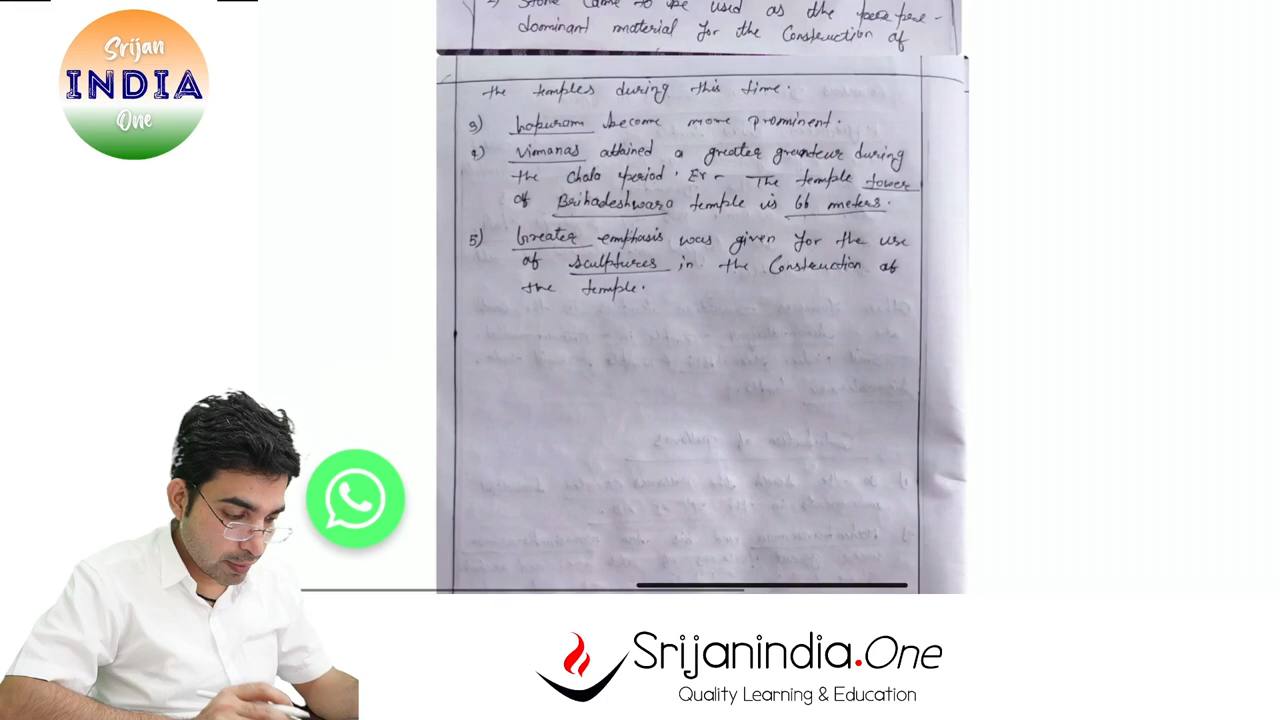 Srijan
INDIA
One
2) Stone came to be used as the pere pre-
dominant material for the Construction of
the temples during this time.
3) Gopuram become more prominent.
4) Vimanas attained a greater grandeur during
the Chola period. Ex - The temple tower
of Brihadeshwara temple is 66 meters.
5) Greater emphasis was given for the use
of sculptures in the Construction of
the temple.
Srijanindia.One
Quality Learning & Education